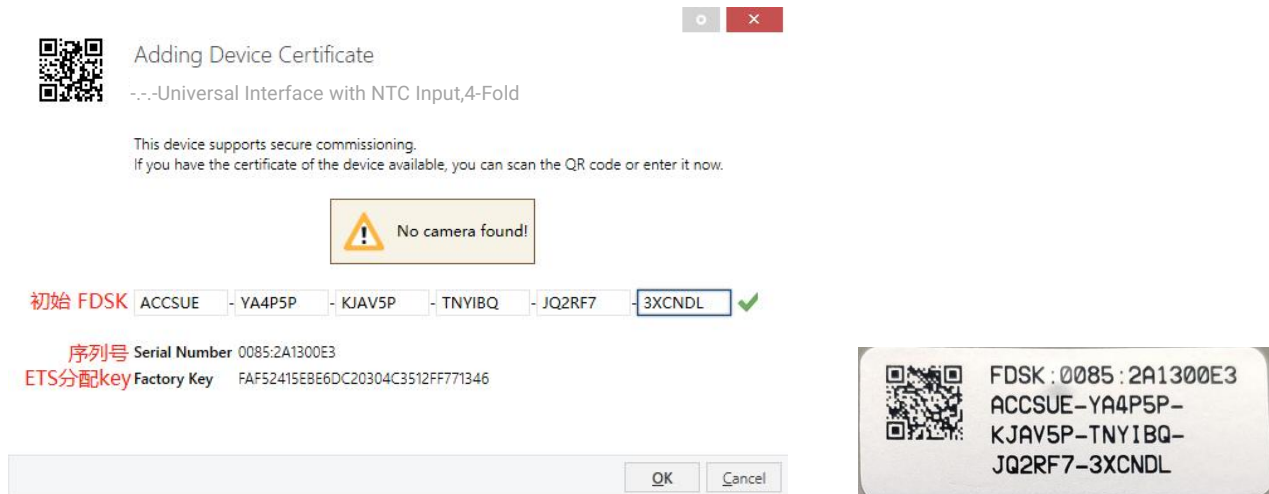 Adding Device Certificate
-.-.-Universal Interface with NTC Input,4-Fold
This device supports secure commissioning.
If you have the certificate of the device available, you can scan the QR code or enter it now.
No camera found!
初始 FDSK ACCSUE - YA4P5P - KJAV5P - TNYIBQ - JQ2RF7 - 3XCNDL
序列号 Serial Number 0085:2A1300E3
ETS分配key Factory Key FAF52415EBE6DC20304C3512FF771346
OK Cancel
FDSK:0085:2A1300E3
ACCSUE-YA4P5P-
KJAV5P-TNYIBQ-
JQ2RF7-3XCNDL